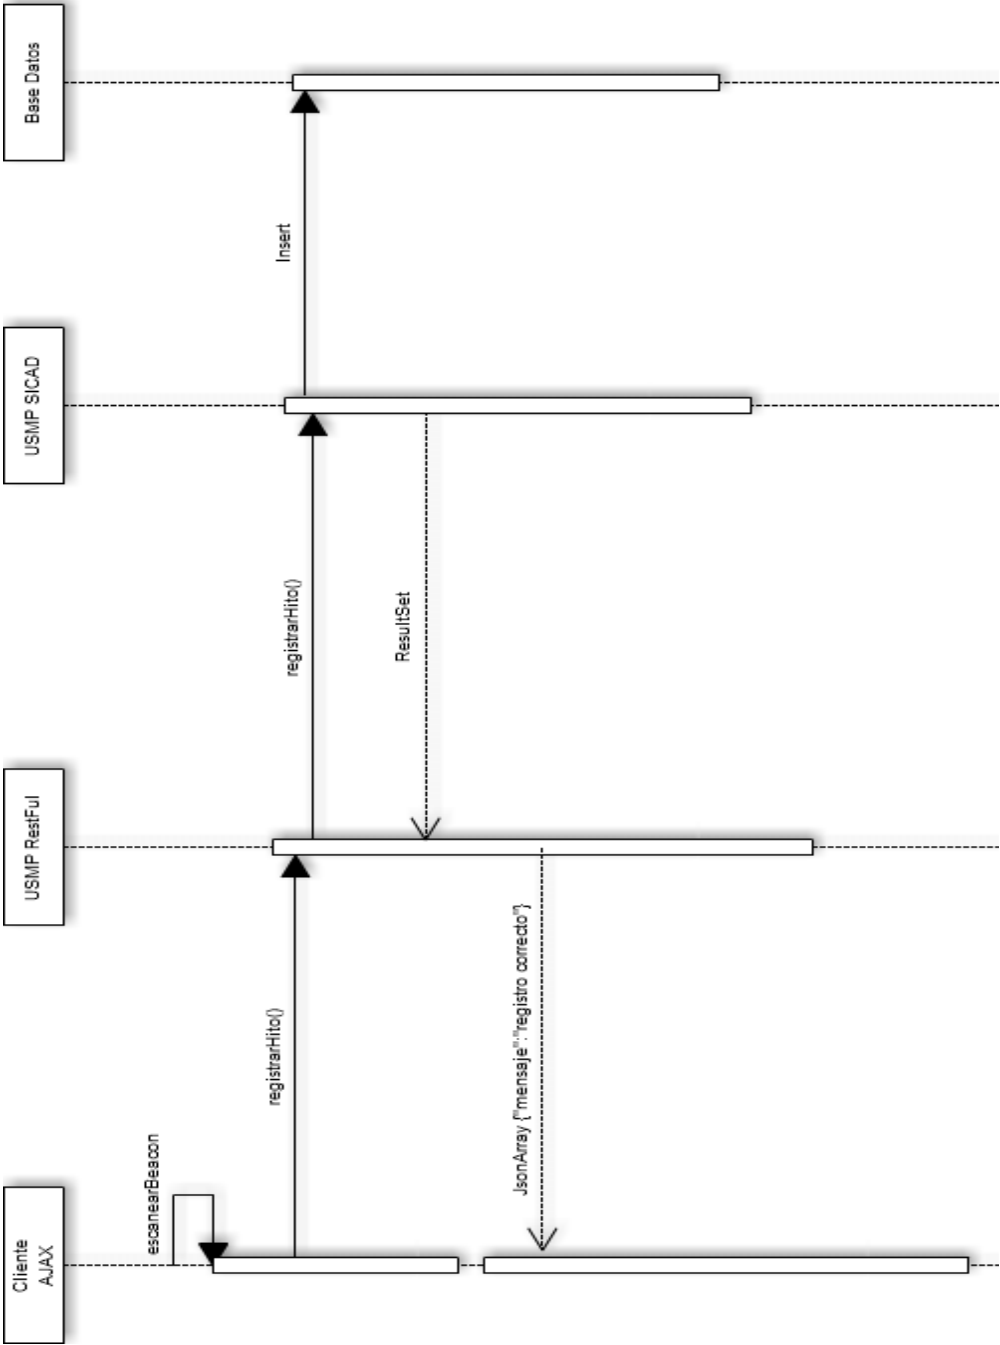 Cliente
AJAX
USMP RestFul
USMP SICAD
Base Datos
escanearBeacon
registrarHito()
registrarHito()
Insert
ResultSet
JsonArray {"mensaje":"registro correcto"}